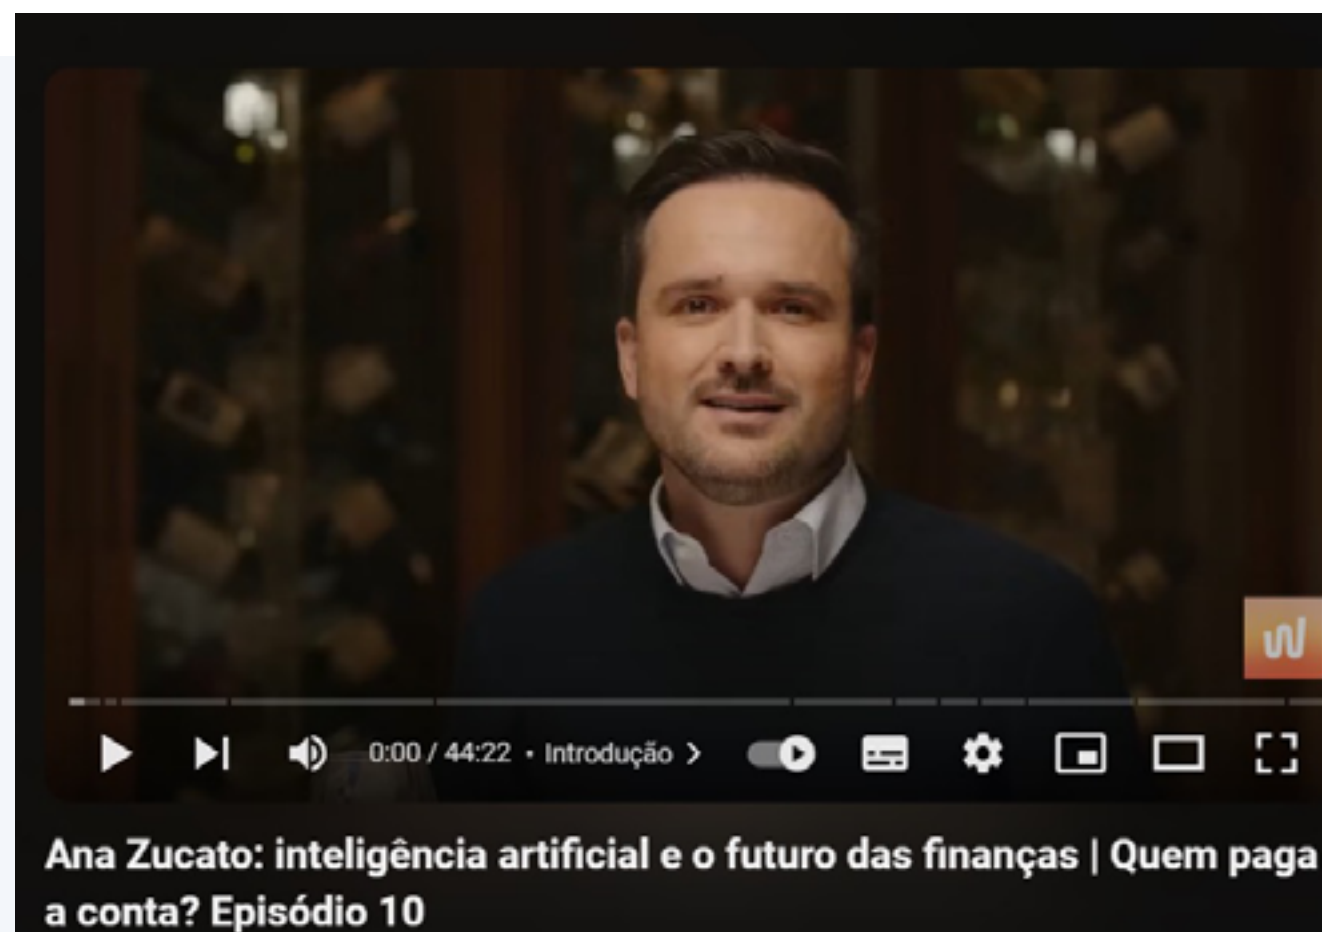 0:00 / 44:22 • Introdução
Ana Zucato: inteligência artificial e o futuro das finanças | Quem paga
a conta? Episódio 10